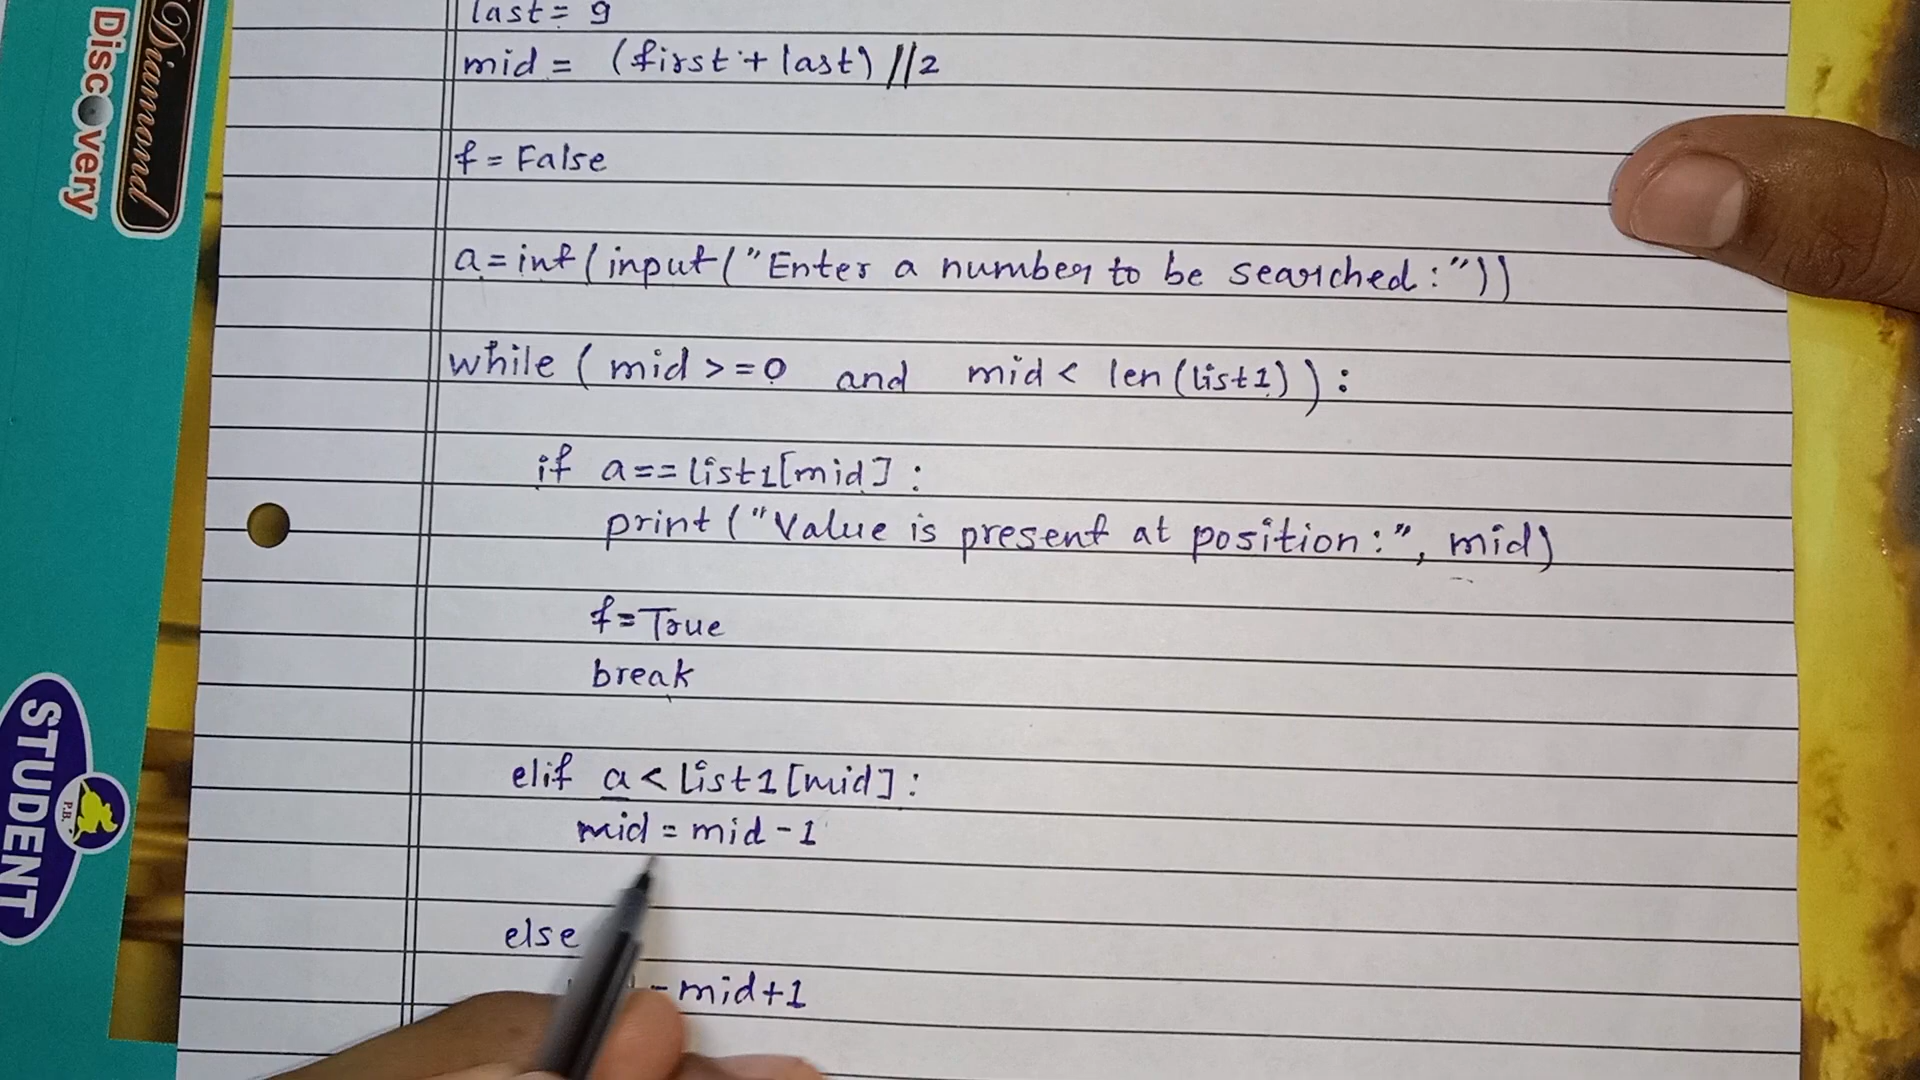 Diamond
Discovery
STUDENT
P.B.
last = 9
mid = (first + last) //2
f = False
a = int(input("Enter a number to be searched:"))
while (mid >= 0 and mid < len(list1)):
if a == list1[mid]:
print("Value is present at position:", mid)
f = True
break
elif a < list1[mid]:
mid = mid - 1
else
= mid+1